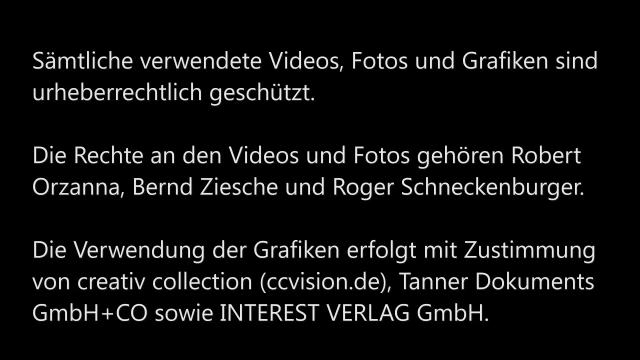 Sämtliche verwendete Videos, Fotos und Grafiken sind
urheberrechtlich geschützt.
Die Rechte an den Videos und Fotos gehören Robert
Orzanna, Bernd Ziesche und Roger Schneckenburger.
Die Verwendung der Grafiken erfolgt mit Zustimmung
von creativ collection (ccvision.de), Tanner Dokuments
GmbH+CO sowie INTEREST VERLAG GmbH.